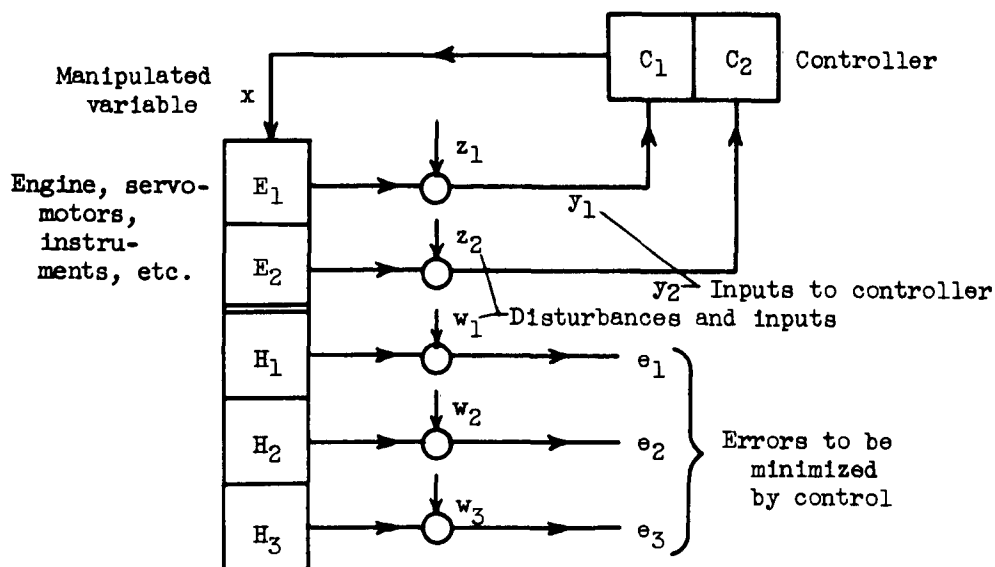 C1 C2 Controller
Manipulated
variable x
z1
Engine, servo-
motors,
instru-
ments, etc.
E1
y1
z2
E2
y2 Inputs to controller
w1 Disturbances and inputs
H1
e1
w2
H2
e2
Errors to be
minimized
by control
w3
H3
e3